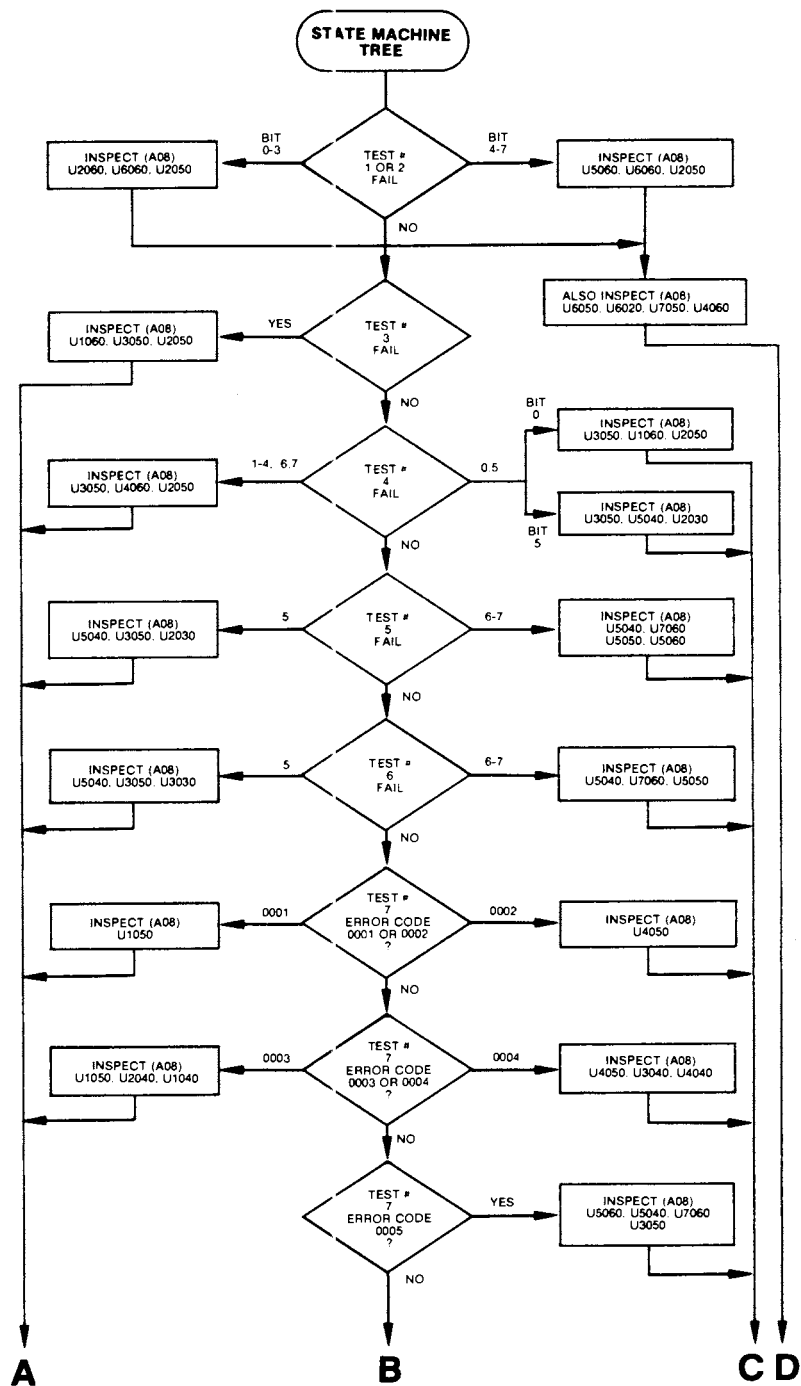 STATE MACHINE
TREE
BIT
0-3
TEST #
1 OR 2
FAIL
BIT
4-7
INSPECT (A08)
U2060, U6060, U2050
INSPECT (A08)
U5060, U6060, U2050
NO
ALSO INSPECT (A08)
U6050, U6020, U7050, U4060
INSPECT (A08)
U1060, U3050, U2050
YES
TEST #
3
FAIL
NO
INSPECT (A08)
U3050, U4060, U2050
1-4, 6,7
TEST #
4
FAIL
0,5
BIT
0
INSPECT (A08)
U3050, U1060, U2050
BIT
5
INSPECT (A08)
U3050, U5040, U2030
NO
INSPECT (A08)
U5040, U3050, U2030
5
TEST #
5
FAIL
6-7
INSPECT (A08)
U5040, U7060
U5050, U5060
NO
INSPECT (A08)
U5040, U3050, U3030
5
TEST #
6
FAIL
6-7
INSPECT (A08)
U5040, U7060, U5050
NO
INSPECT (A08)
U1050
0001
TEST #
7
ERROR CODE
0001 OR 0002
?
0002
INSPECT (A08)
U4050
NO
INSPECT (A08)
U1050, U2040, U1040
0003
TEST #
7
ERROR CODE
0003 OR 0004
?
0004
INSPECT (A08)
U4050, U3040, U4040
NO
TEST #
7
ERROR CODE
0005
?
YES
INSPECT (A08)
U5060, U5040, U7060
U3050
NO
A
B
C
D